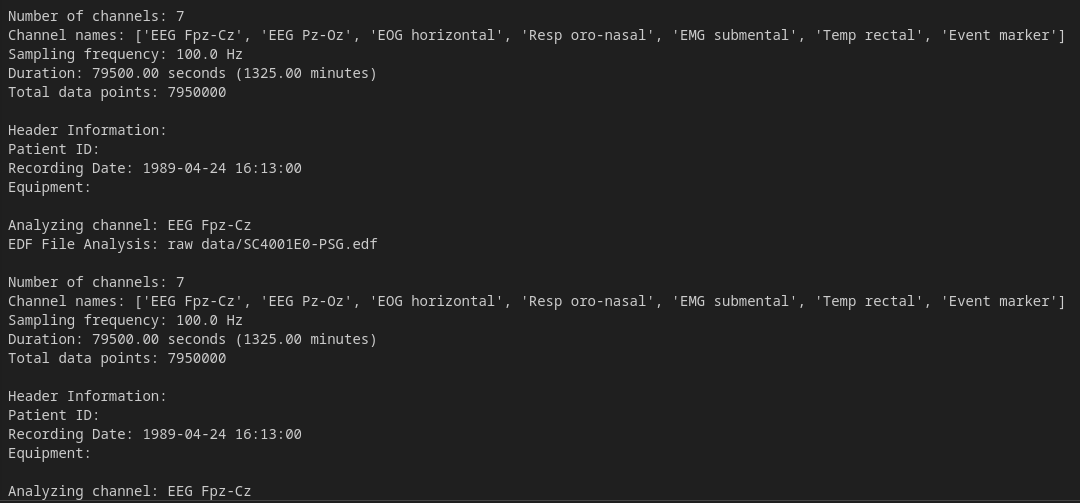 Number of channels: 7
Channel names: ['EEG Fpz-Cz', 'EEG Pz-Oz', 'EOG horizontal', 'Resp oro-nasal', 'EMG submental', 'Temp rectal', 'Event marker']
Sampling frequency: 100.0 Hz
Duration: 79500.00 seconds (1325.00 minutes)
Total data points: 7950000

Header Information:
Patient ID:
Recording Date: 1989-04-24 16:13:00
Equipment:

Analyzing channel: EEG Fpz-Cz
EDF File Analysis: raw data/SC4001E0-PSG.edf

Number of channels: 7
Channel names: ['EEG Fpz-Cz', 'EEG Pz-Oz', 'EOG horizontal', 'Resp oro-nasal', 'EMG submental', 'Temp rectal', 'Event marker']
Sampling frequency: 100.0 Hz
Duration: 79500.00 seconds (1325.00 minutes)
Total data points: 7950000

Header Information:
Patient ID:
Recording Date: 1989-04-24 16:13:00
Equipment:

Analyzing channel: EEG Fpz-Cz